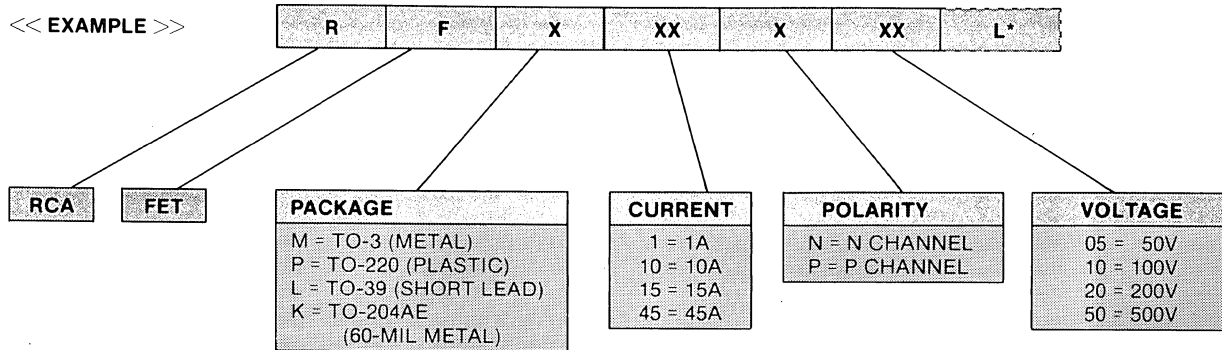 << EXAMPLE >>
R F X XX X XX L*
RCA
FET
PACKAGE
M = TO-3 (METAL)
P = TO-220 (PLASTIC)
L = TO-39 (SHORT LEAD)
K = TO-204AE
(60-MIL METAL)
CURRENT
1 = 1A
10 = 10A
15 = 15A
45 = 45A
POLARITY
N = N CHANNEL
P = P CHANNEL
VOLTAGE
05 = 50V
10 = 100V
20 = 200V
50 = 500V